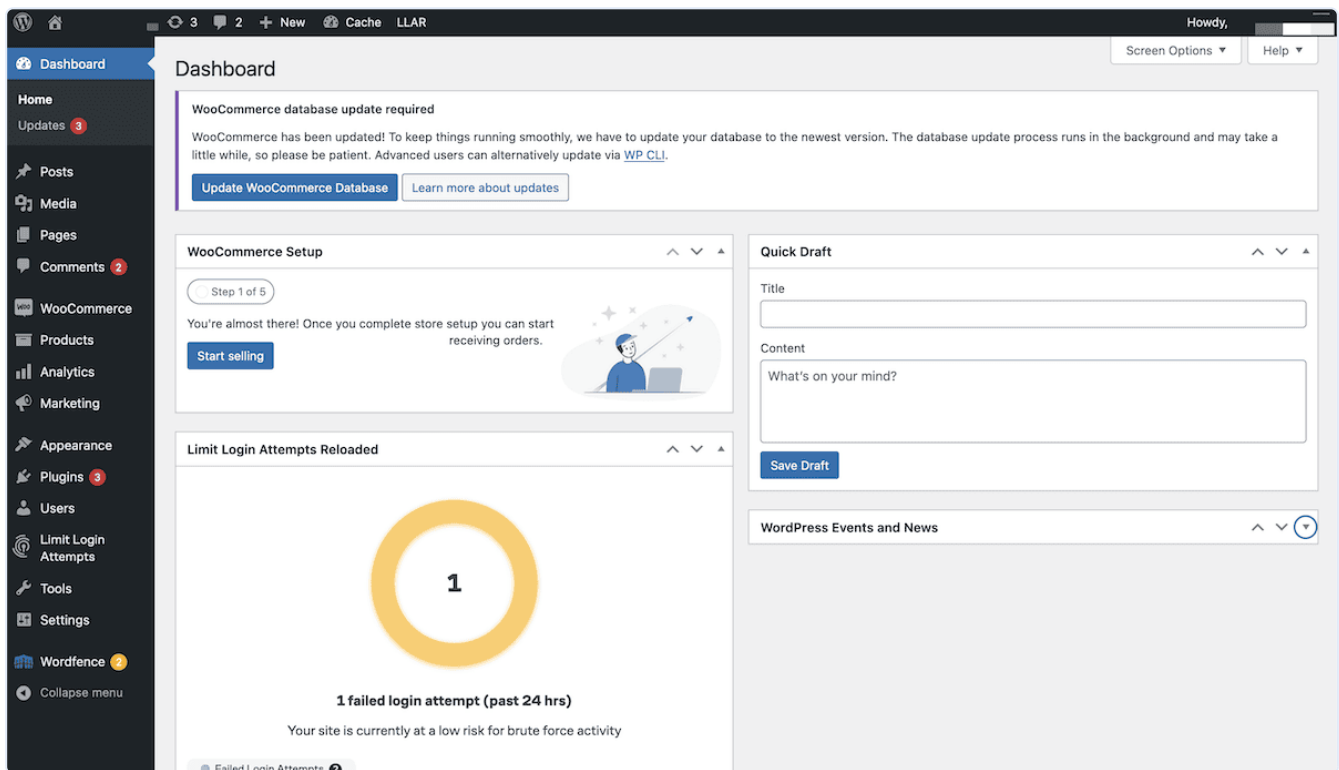 3 2 New Cache LLAR Howdy,
Dashboard
Home
Updates 3
Posts
Media
Pages
Comments 2
Woo WooCommerce
Products
Analytics
Marketing
Appearance
Plugins 3
Users
Limit Login
Attempts
Tools
Settings
Wordfence 2
Collapse menu
Screen Options Help
Dashboard
WooCommerce database update required
WooCommerce has been updated! To keep things running smoothly, we have to update your database to the newest version. The database update process runs in the background and may take a
little while, so please be patient. Advanced users can alternatively update via WP CLI.
Update WooCommerce Database Learn more about updates
WooCommerce Setup
Step 1 of 5
You're almost there! Once you complete store setup you can start
receiving orders.
Start selling
Limit Login Attempts Reloaded
1
1 failed login attempt (past 24 hrs)
Your site is currently at a low risk for brute force activity
Failed Login Attempts ?
Quick Draft
Title
Content
What's on your mind?
Save Draft
WordPress Events and News